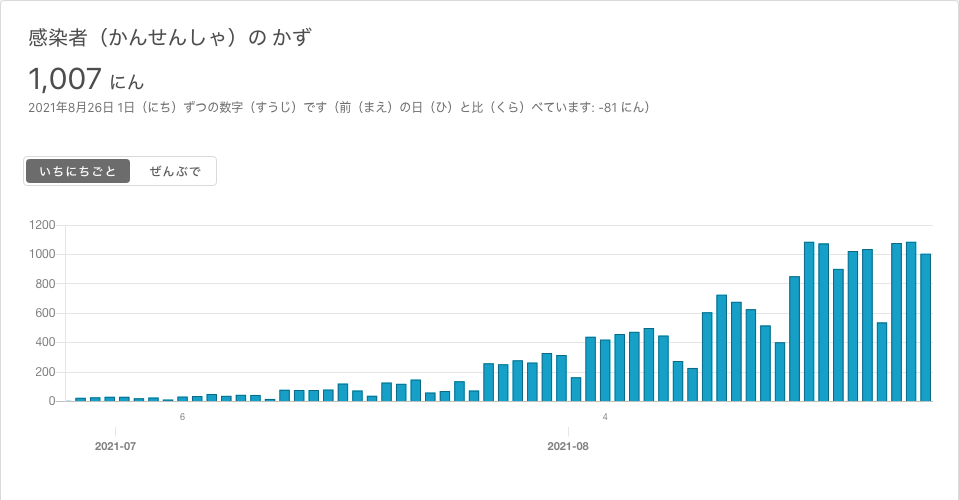 感染者（かんせんしゃ）の かず
1,007 にん
2021年8月26日 1日（にち）ずつの数字（すうじ）です（前（まえ）の日（ひ）と比（くら）べています: -81 にん）
いちにちごと ぜんぶで
1200
1000
800
600
400
200
0
6 4
2021-07 2021-08